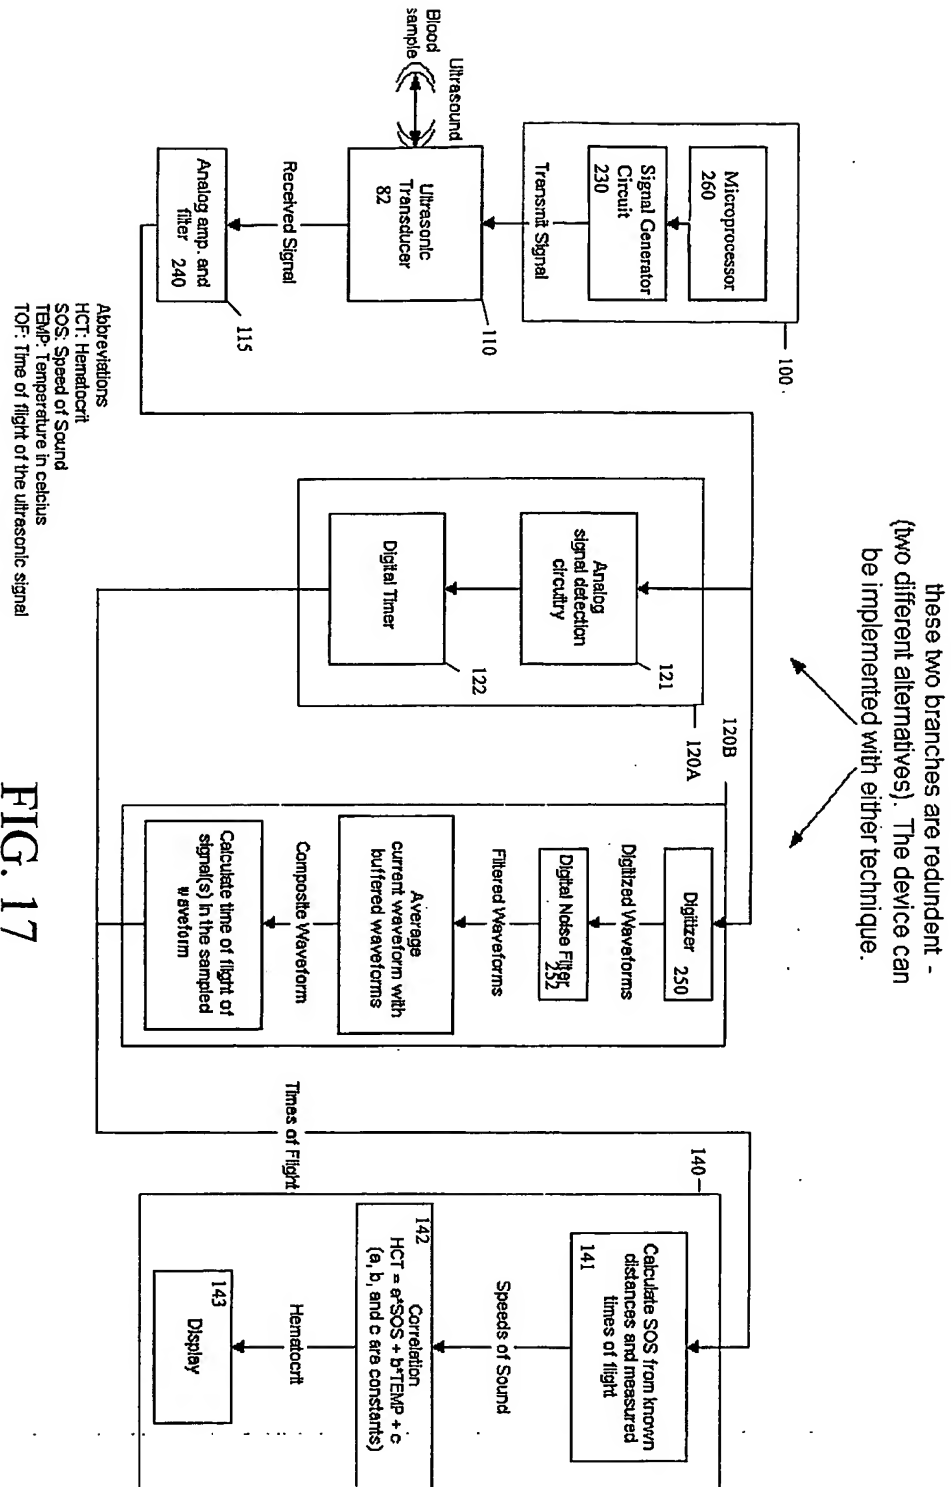 these two branches are redundent -
(two different alternatives). The device can
be implemented with either technique.
100
Microprocessor
260
Signal Generator
Circuit
230
Transmit Signal
Ultrasound
Blood
sample
Ultrasonic
Transducer
82
110
Received Signal
Analog amp. and
filter 240
115
Abbreviations
HCT: Hematocrit
SOS: Speed of Sound
TEMP: Temperature in celcius
TOF: Time of flight of the ultrasonic signal
120A
Analog
signal detection
circuitry
121
Digital Timer
122
120B
Digitizer 250
Digitized Waveforms
Digital Noise Filter
252
Filtered Waveforms
Average
current waveform with
buffered waveforms
Composite Waveform
Calculate time of flight of
signal(s) in the sampled
waveform
Times of Flight
140
Calculate SOS from known
distances and measured
times of flight
141
Speeds of Sound
142
Correlation
HCT = a*SOS + b*TEMP + c
(a, b, and c are constants)
Hematocrit
143
Display
FIG. 17